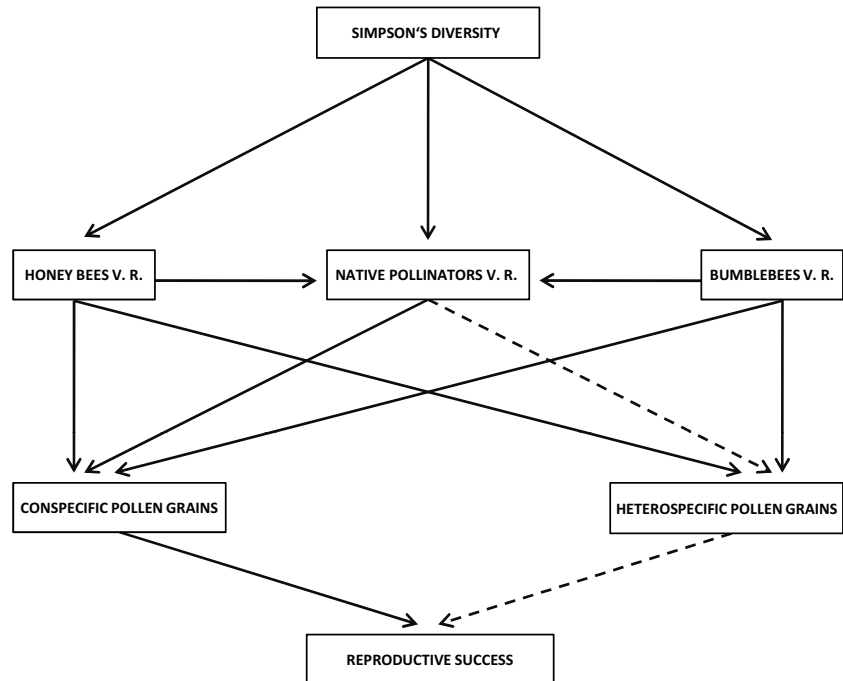 SIMPSON‘S DIVERSITY
HONEY BEES V. R.
NATIVE POLLINATORS V. R.
BUMBLEBEES V. R.
CONSPECIFIC POLLEN GRAINS
HETEROSPECIFIC POLLEN GRAINS
REPRODUCTIVE SUCCESS